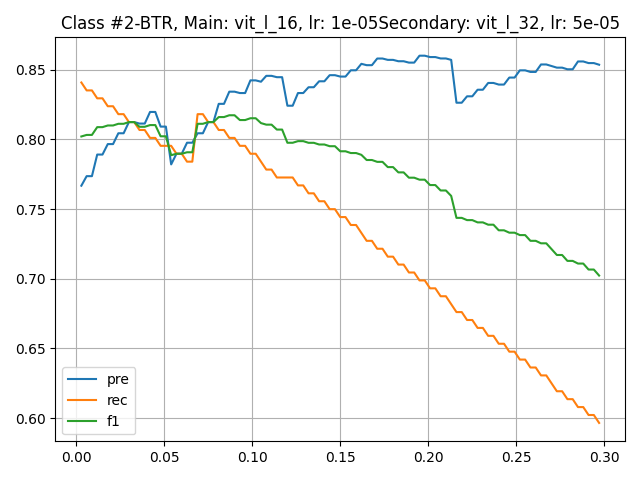 Class #2-BTR, Main: vit_l_16, lr: 1e-05Secondary: vit_l_32, lr: 5e-05
0.85
0.80
0.75
0.70
0.65
0.60
pre
rec
f1
0.00 0.05 0.10 0.15 0.20 0.25 0.30